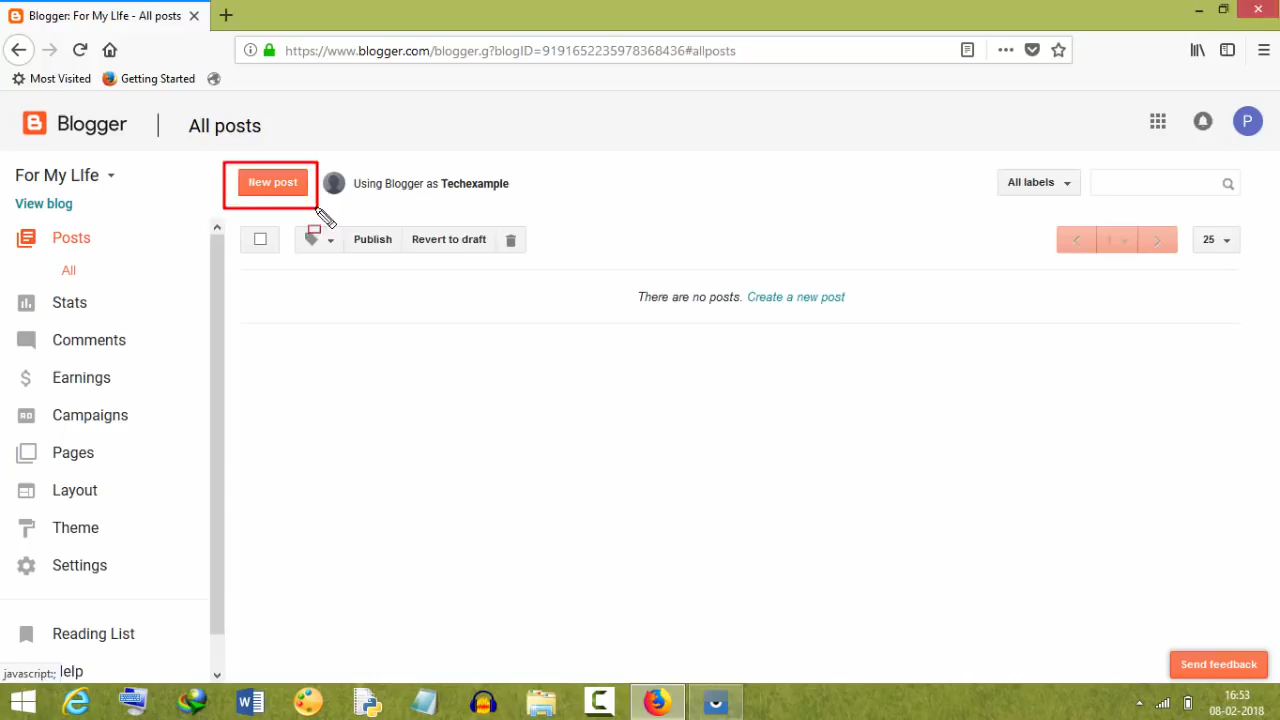 Blogger: For My LIfe - All posts
https://www.blogger.com/blogger.g?blogID=9191652235978368436#allposts
Most Visited
Getting Started
Blogger
All posts
P
For My LIfe
New post
Using Blogger as Techexample
All labels
View blog
Posts
Publish
Revert to draft
1
25
All
There are no posts. Create a new post
Stats
Comments
Earnings
Campaigns
Pages
Layout
Theme
Settings
Reading List
javascript:;
Send feedback
16:53
08-02-2018